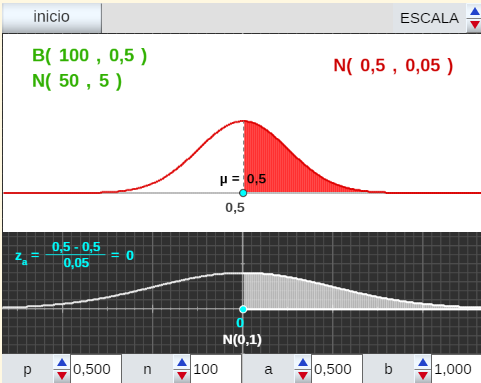 inicio
ESCALA
B( 100 , 0,5 )
N( 50 , 5 )
N( 0,5 , 0,05 )
µ = 0,5
0,5
za = 0,5 - 0,5 / 0,05 = 0
0
N(0,1)
p 0,500 n 100 a 0,500 b 1,000